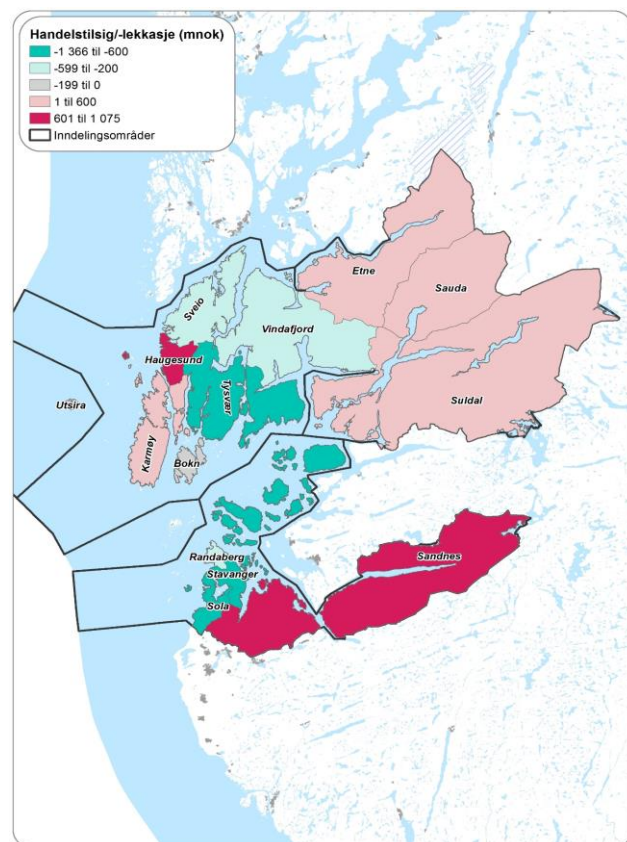 Handelstilsig/-lekkasje (mnok)
-1 366 til -600
-599 til -200
-199 til 0
1 til 600
601 til 1 075
Inndelingsområder
Etne
Sauda
Sveio
Vindafjord
Haugesund
Tysvær
Suldal
Utsira
Karmøy
Bokn
Randaberg
Sandnes
Stavanger
Sola